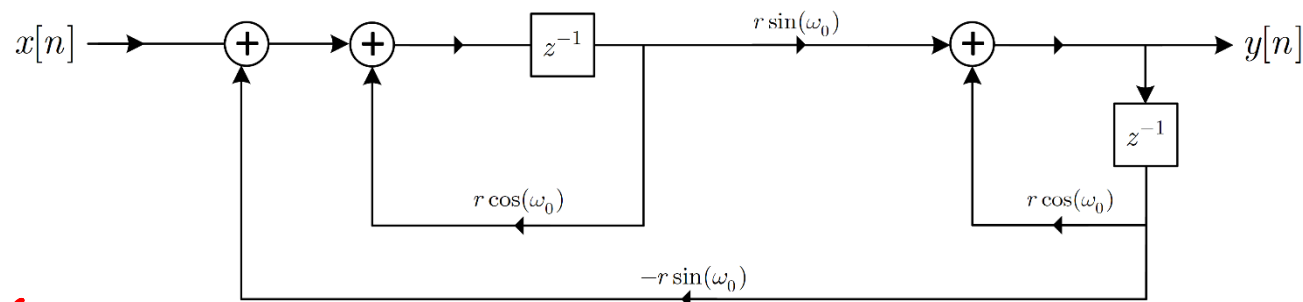 x[n]
+
+
z⁻¹
r sin(ω₀)
+
y[n]
z⁻¹
r cos(ω₀)
r cos(ω₀)
−r sin(ω₀)